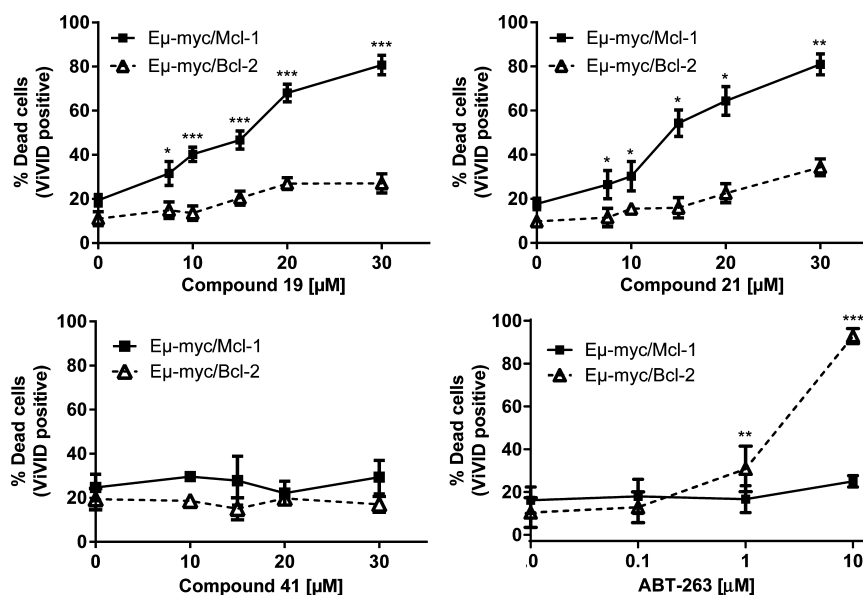 100
80
60
40
20
0
% Dead cells
(ViVID positive)
Eµ-myc/Mcl-1
Eµ-myc/Bcl-2
*
***
***
***
***
0 10 20 30
Compound 19 [µM]
100
80
60
40
20
0
% Dead cells
(ViVID positive)
Eµ-myc/Mcl-1
Eµ-myc/Bcl-2
*
*
*
*
**
0 10 20 30
Compound 21 [µM]
100
80
60
40
20
0
% Dead cells
(ViVID positive)
Eµ-myc/Mcl-1
Eµ-myc/Bcl-2
0 10 20 30
Compound 41 [µM]
100
80
60
40
20
0
% Dead cells
(ViVID positive)
Eµ-myc/Mcl-1
Eµ-myc/Bcl-2
**
***
.0 0.1 1 10
ABT-263 [µM]